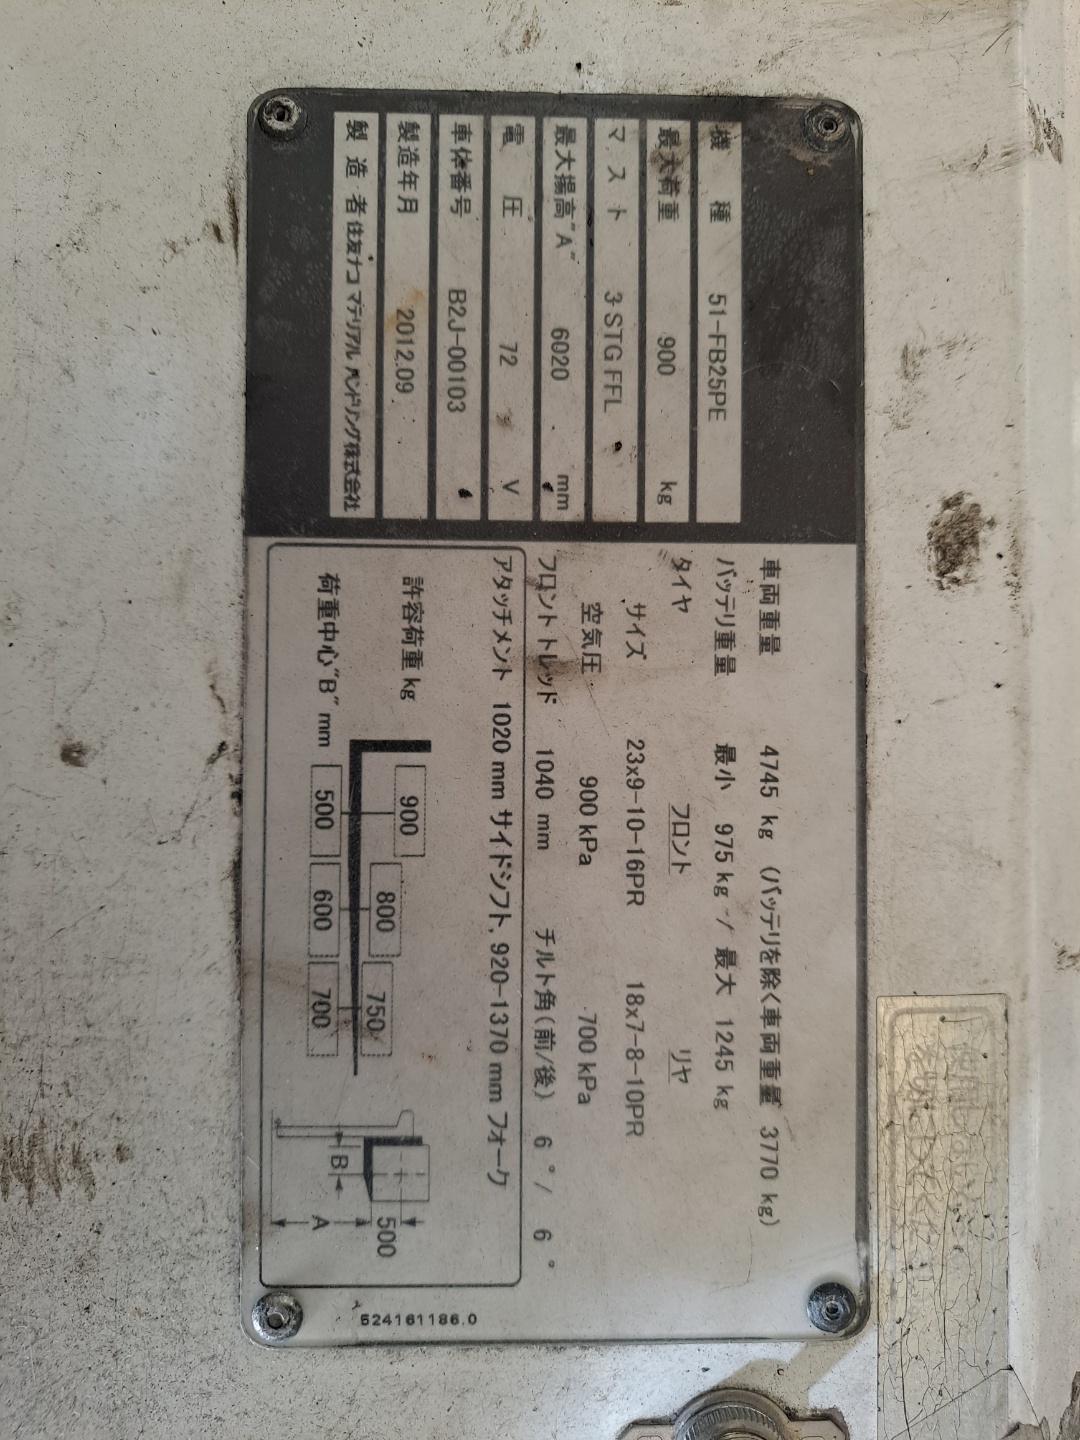 機種 51-FB25PE
最大荷重 900 kg
マスト 3 STG FFL
最大揚高"A" 6020 mm
電圧 72 V
車体番号 B2J-00103
製造年月 2012.09
製造者 住友ナコ マテリアル ハンドリング株式会社
車両重量 4745 kg (バッテリを除く車両重量 3770 kg)
バッテリ重量 最小 975 kg / 最大 1245 kg
タイヤ フロント リヤ
サイズ 23x9-10-16PR 18x7-8-10PR
空気圧 900 kPa 700 kPa
フロントトレッド 1040 mm チルト角(前/後) 6°/ 6°
アタッチメント 1020 mm サイドシフト, 920-1370 mm フォーク
許容荷重 kg 900 800 750
荷重中心"B" mm 500 600 700
500
B
A
524161186.0